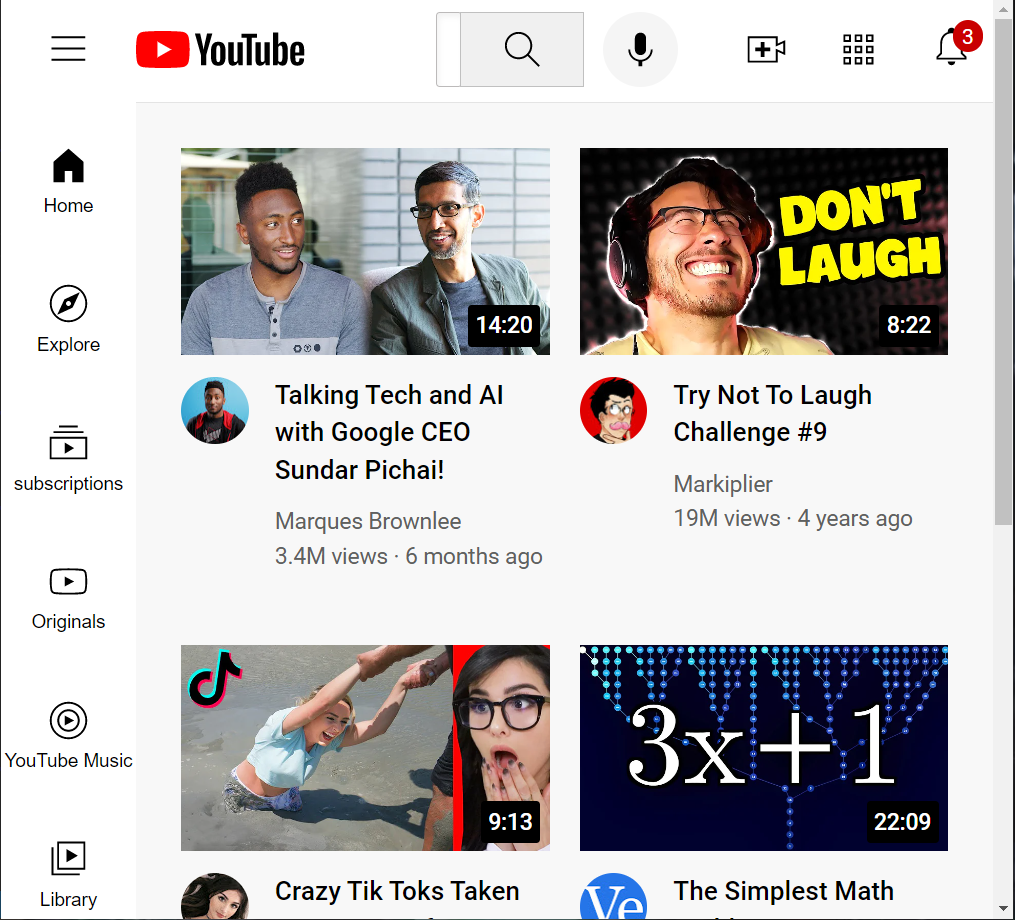 YouTube
3
Home
Explore
subscriptions
Originals
YouTube Music
Library
14:20
Talking Tech and AI
with Google CEO
Sundar Pichai!
Marques Brownlee
3.4M views · 6 months ago
DON'T
LAUGH
8:22
Try Not To Laugh
Challenge #9
Markiplier
19M views · 4 years ago
9:13
Crazy Tik Toks Taken
3x+1
22:09
Ve
The Simplest Math